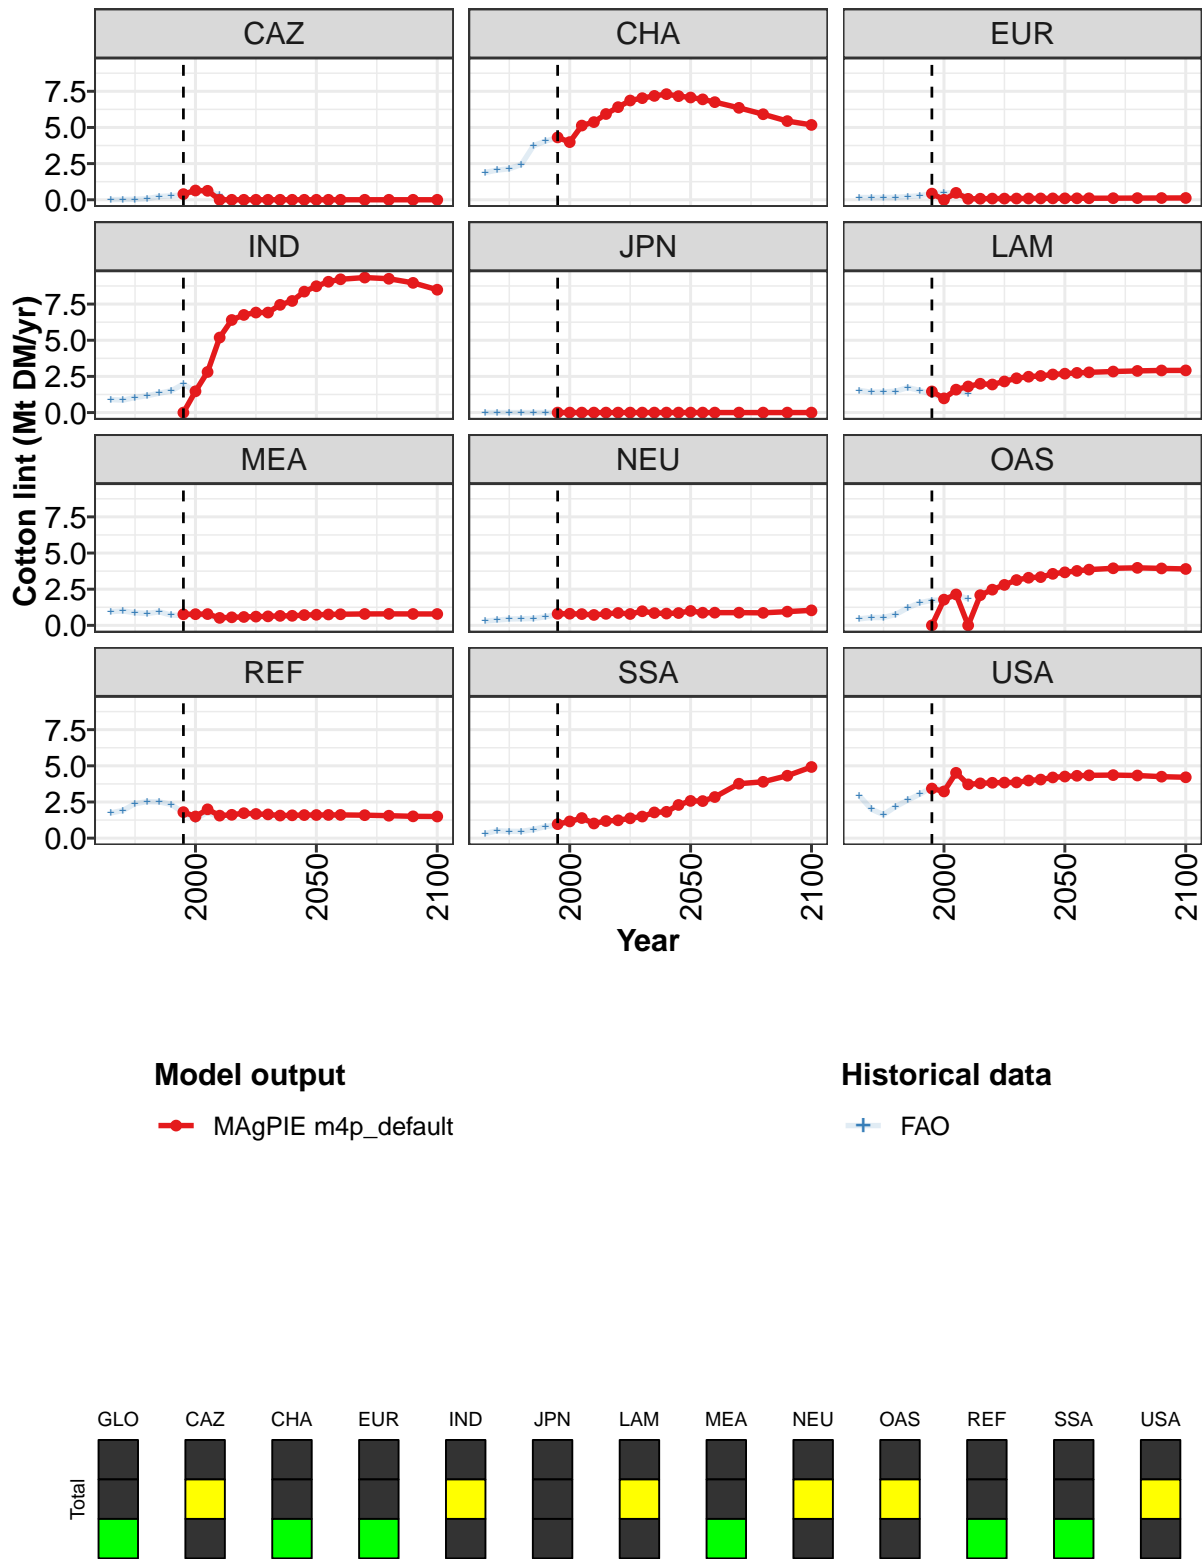 CAZ CHA EUR
7.5
5.0
2.5
0.0
IND JPN LAM
7.5
5.0
2.5
0.0
MEA NEU OAS
7.5
5.0
2.5
0.0
REF SSA USA
7.5
5.0
2.5
0.0
Cotton lint (Mt DM/yr)
2000 2050 2100 2000 2050 2100 2000 2050 2100
Year
Model output Historical data
MAgPIE m4p_default FAO
GLO CAZ CHA EUR IND JPN LAM MEA NEU OAS REF SSA USA
Total